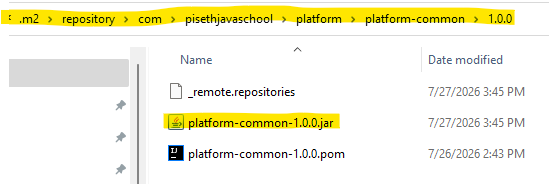 .m2 > repository > com > pisethjavaschool > platform > platform-common > 1.0.0
Name Date modified
_remote.repositories 7/27/2026 3:45 PM
platform-common-1.0.0.jar 7/27/2026 3:45 PM
platform-common-1.0.0.pom 7/26/2026 2:43 PM